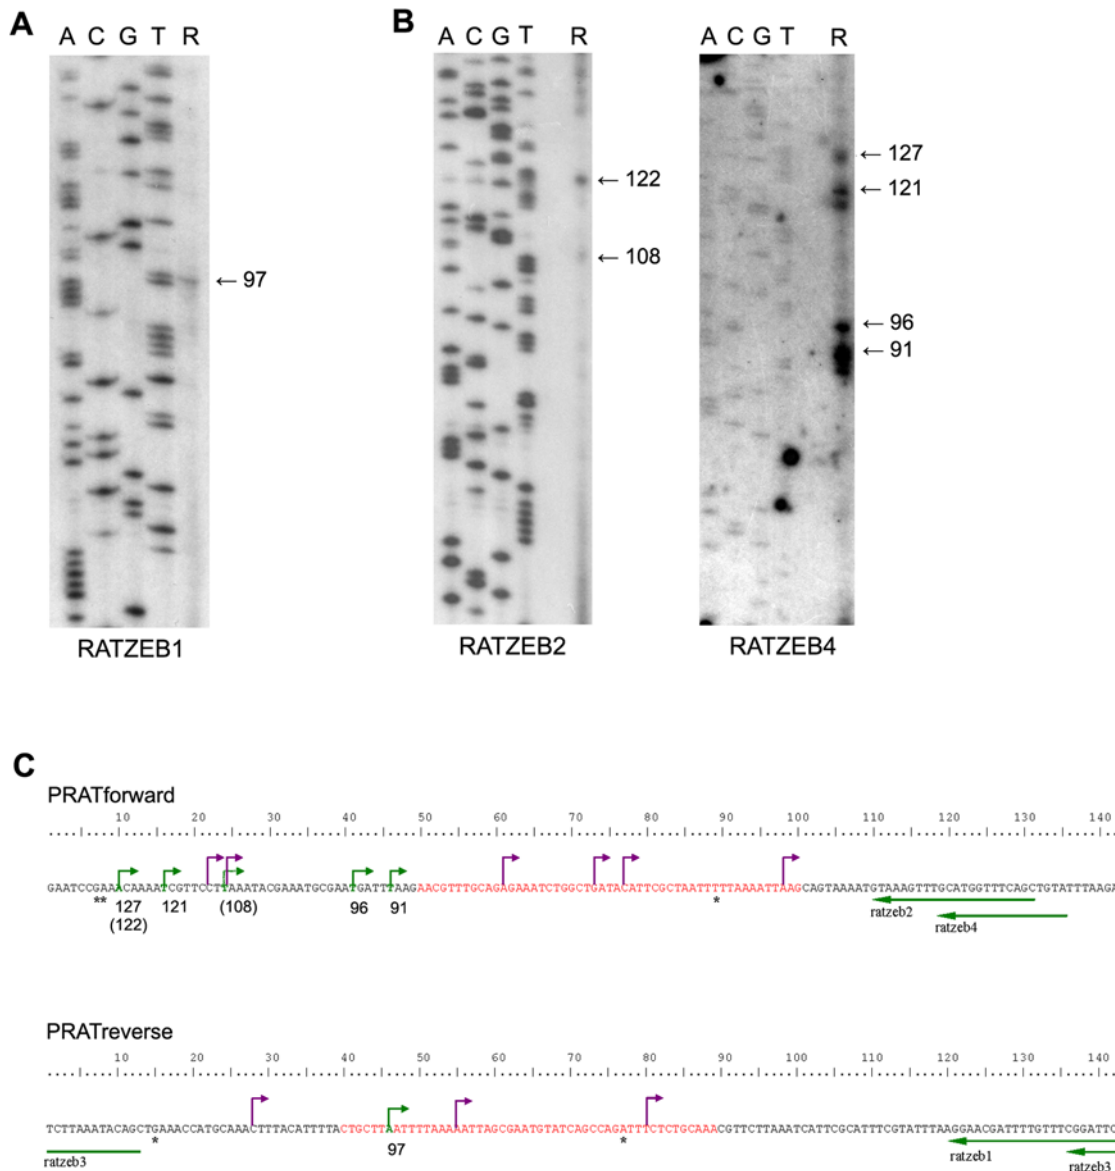 A
A C G T R
← 97
RATZEB1
B
A C G T R
← 122
← 108
RATZEB2
A C G T R
← 127
← 121
← 96
← 91
RATZEB4
C
PRATforward
10 20 30 40 50 60 70 80 90 100 110 120 130 140
GAATCCGAAACAAAATCGTTCCTTAAATACGAAATGCGAATGATTTAAGAACGTTTGCAGAGAAATCTGGCTGATACATTCGCTAATTTTTAAAATTAAGCAGTAAAATGTAAAGTTTGCATGGTTTCAGCTGTATTTAAGA
** 127 121 (108) 96 91 * ratzeb2
(122) ratzeb4
PRATreverse
10 20 30 40 50 60 70 80 90 100 110 120 130 140
TCTTAAATACAGCTGAAACCATGCAAACTTTACATTTTACTGCTTAATTTTAAAAATTAGCGAATGTATCAGCCAGATTTCTCTGCAAACGTTCTTAAATCATTCGCATTTCGTATTTAAGGAACGATTTTGTTTCGGATTC
ratzeb3 * 97 * ratzeb1 ratzeb3